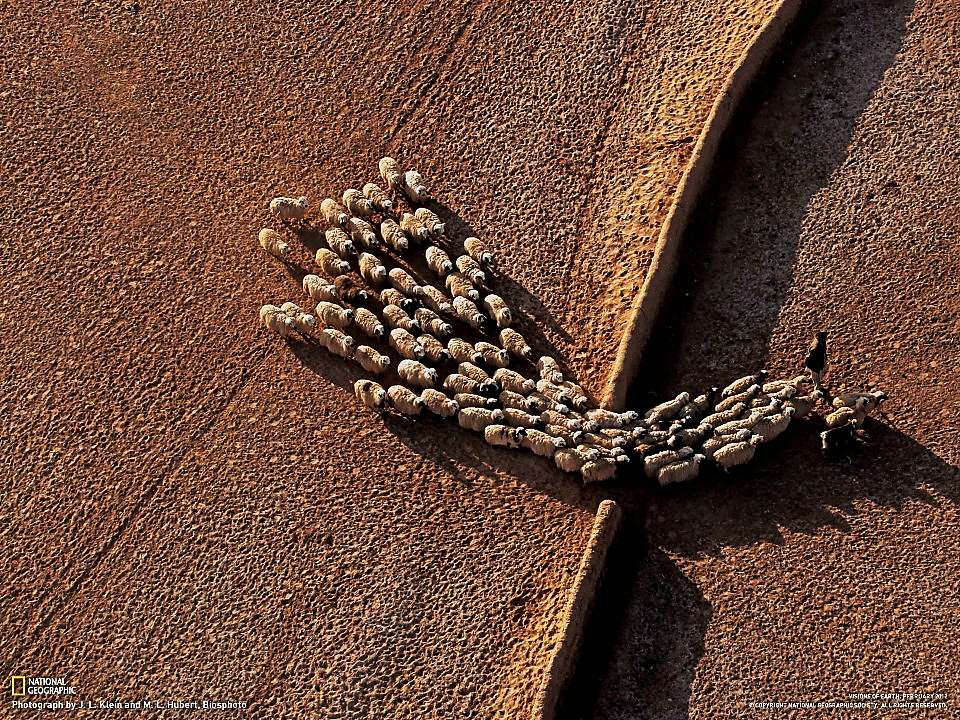 NATIONAL
GEOGRAPHIC
Photograph by J. L. Klein and M. L. Hubert, Biosphoto
VISIONS OF EARTH, FEBRUARY 2012
© COPYRIGHT NATIONAL GEOGRAPHIC SOCIETY. ALL RIGHTS RESERVED.